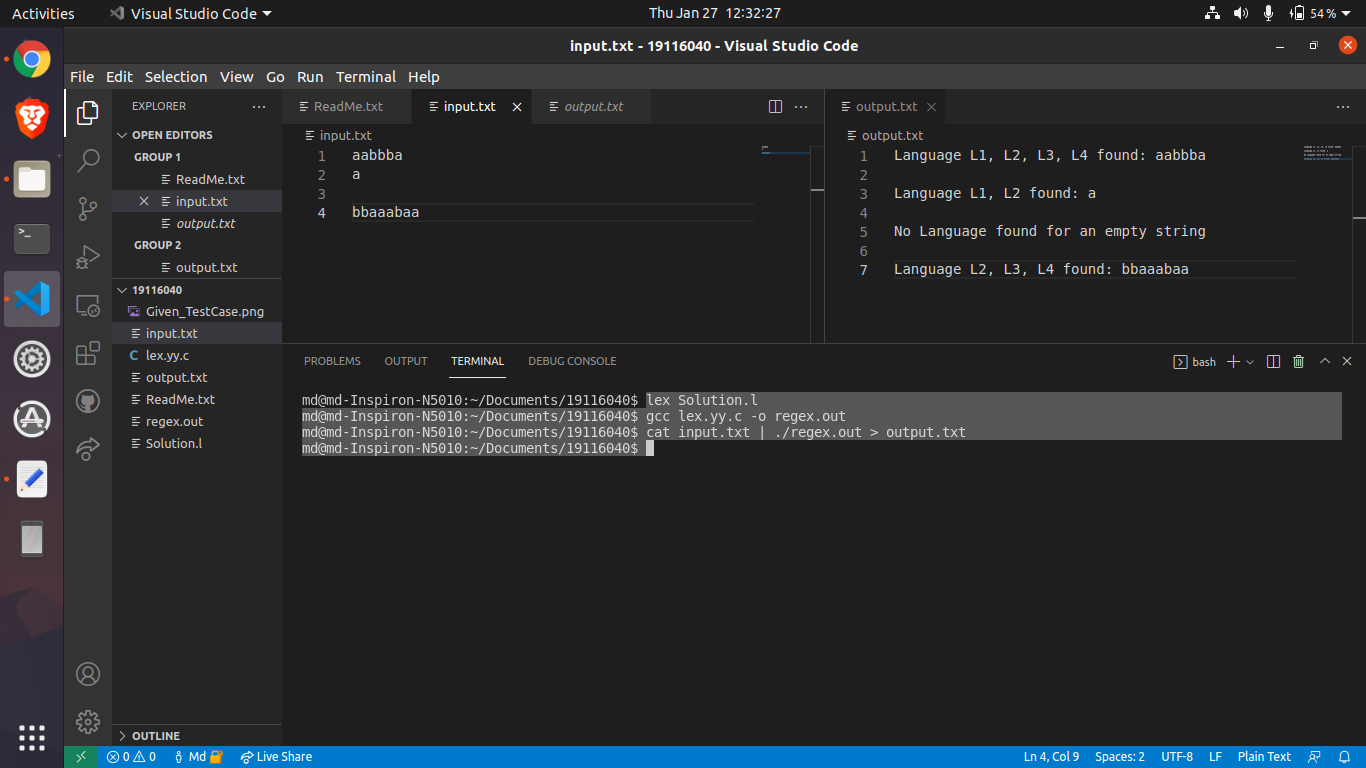 Activities
Visual Studio Code
Thu Jan 27 12:32:27
54 %
input.txt - 19116040 - Visual Studio Code
File Edit Selection View Go Run Terminal Help
EXPLORER
OPEN EDITORS
GROUP 1
ReadMe.txt
input.txt
output.txt
GROUP 2
output.txt
19116040
Given_TestCase.png
input.txt
lex.yy.c
output.txt
ReadMe.txt
regex.out
Solution.l
OUTLINE
ReadMe.txt input.txt output.txt
input.txt
1 aabbba
2 a
3
4 bbaaabaa
output.txt
output.txt
1 Language L1, L2, L3, L4 found: aabbba
2
3 Language L1, L2 found: a
4
5 No Language found for an empty string
6
7 Language L2, L3, L4 found: bbaaabaa
PROBLEMS OUTPUT TERMINAL DEBUG CONSOLE
bash
md@md-Inspiron-N5010:~/Documents/19116040$ lex Solution.l
md@md-Inspiron-N5010:~/Documents/19116040$ gcc lex.yy.c -o regex.out
md@md-Inspiron-N5010:~/Documents/19116040$ cat input.txt | ./regex.out > output.txt
md@md-Inspiron-N5010:~/Documents/19116040$
0 0 Md Live Share Ln 4, Col 9 Spaces: 2 UTF-8 LF Plain Text